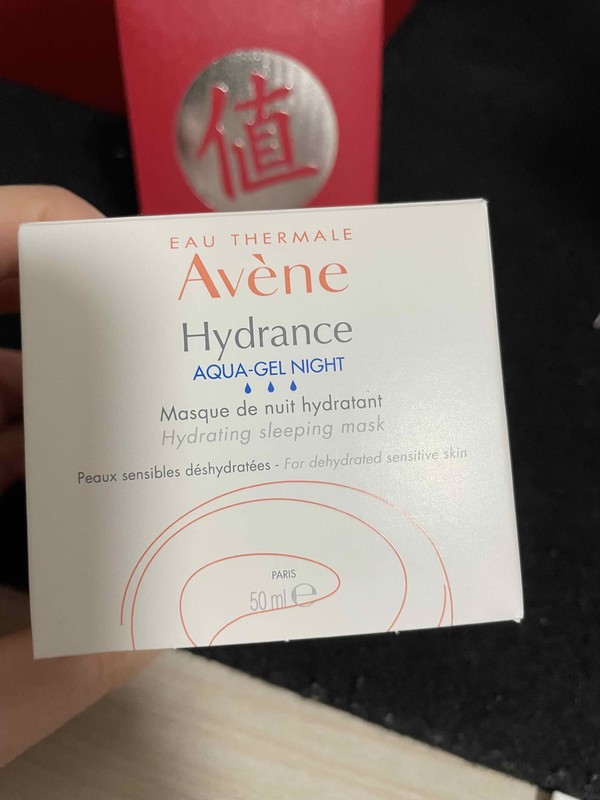 値
EAU THERMALE
Avène
Hydrance
AQUA-GEL NIGHT
Masque de nuit hydratant
Hydrating sleeping mask
Peaux sensibles déshydratées - For dehydrated sensitive skin
PARIS
50 ml ℮